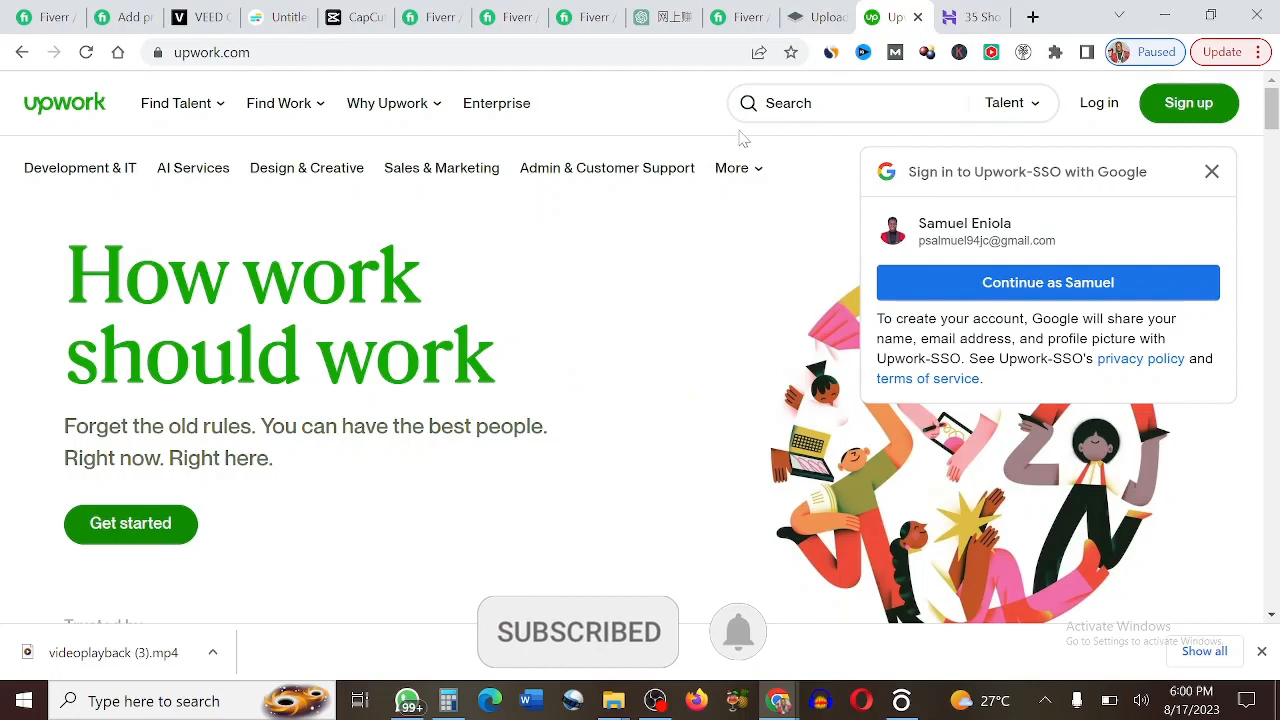 Fiverr /
Add p
VEED
Untitle
CapCu
Fiverr
Fiverr
Fiverr /
网上
Fiverr /
Upload
Up
35 Sho
upwork.com
Paused
Update
upwork
Find Talent
Find Work
Why Upwork
Enterprise
Search
Talent
Log in
Sign up
Development & IT
AI Services
Design & Creative
Sales & Marketing
Admin & Customer Support
More
Sign in to Upwork-SSO with Google
Samuel Eniola
psalmuel94jc@gmail.com
Continue as Samuel
To create your account, Google will share your
name, email address, and profile picture with
Upwork-SSO. See Upwork-SSO's privacy policy and
terms of service.
How work
should work
Forget the old rules. You can have the best people.
Right now. Right here.
Get started
Trusted by
SUBSCRIBED
Activate Windows
Go to Settings to activate Windows.
videoplayback (3).mp4
Show all
Type here to search
99+
27°C
8:00 PM
8/17/2023